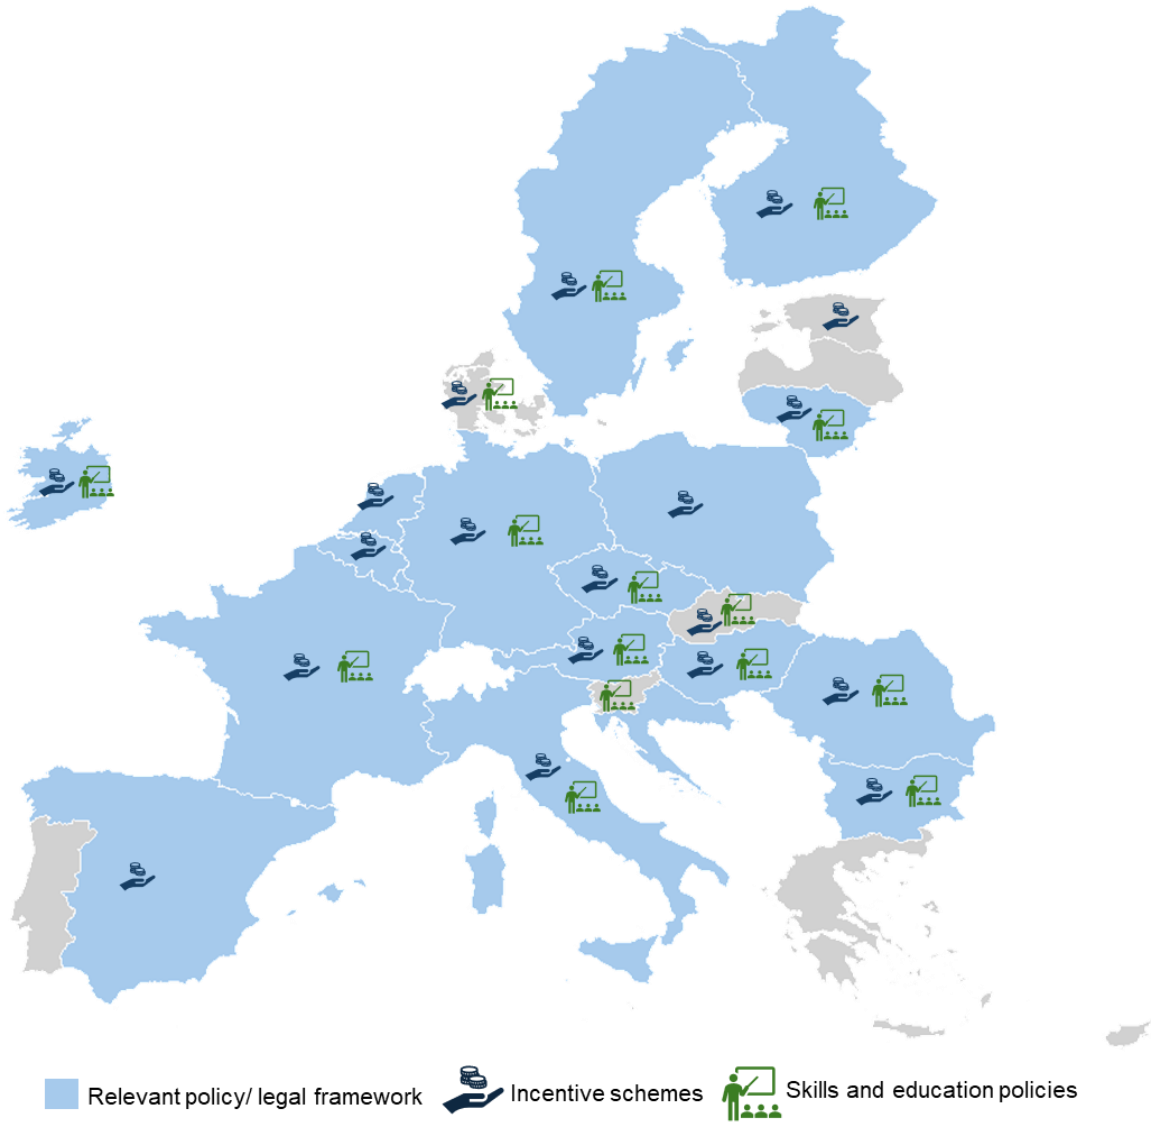 Relevant policy/ legal framework
Incentive schemes
Skills and education policies